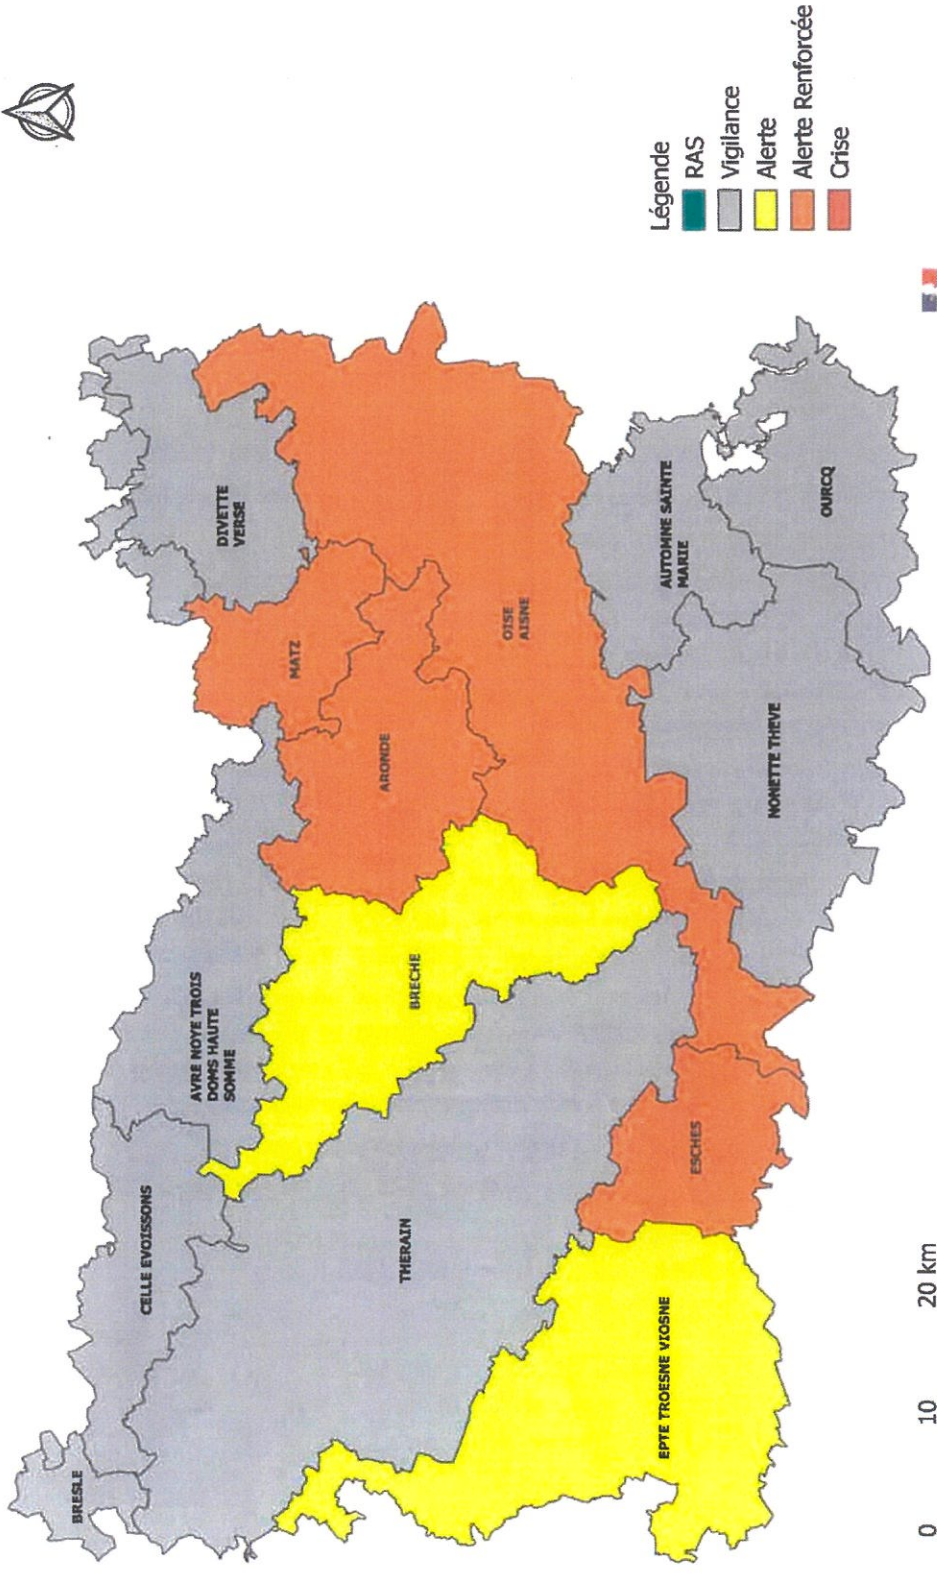 BRESLE
CELLE EVOISSONS
AVRE NOYE TROIS
DOMS HAUTE
SOMME
DIVETTE
VERSE
MATZ
ARONDE
BRECHE
THERAIN
OISE
AISNE
EPTE TROESNE VIOSNE
ESCHES
NONETTE THEVE
AUTOMNE SAINTE
MARIE
OURCQ
Légende
RAS
Vigilance
Alerte
Alerte Renforcée
Crise
0 10 20 km